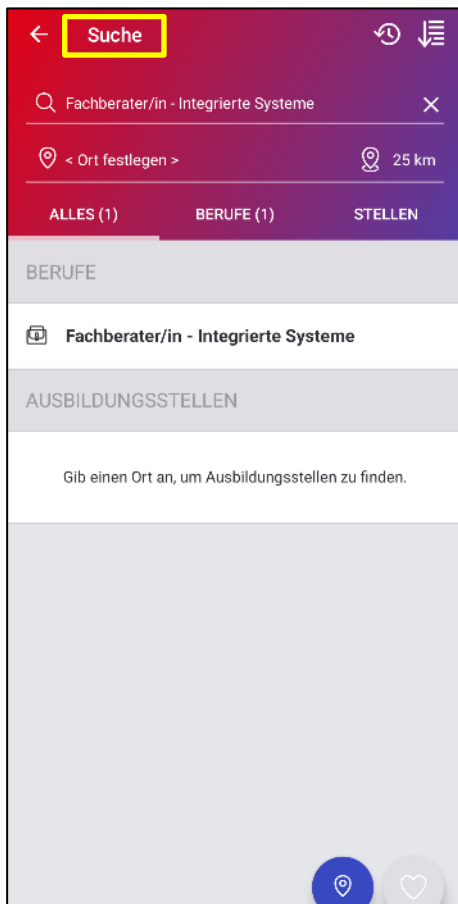 Suche
Fachberater/in - Integrierte Systeme
< Ort festlegen >
25 km
ALLES (1)
BERUFE (1)
STELLEN
BERUFE
Fachberater/in - Integrierte Systeme
AUSBILDUNGSSTELLEN
Gib einen Ort an, um Ausbildungsstellen zu finden.